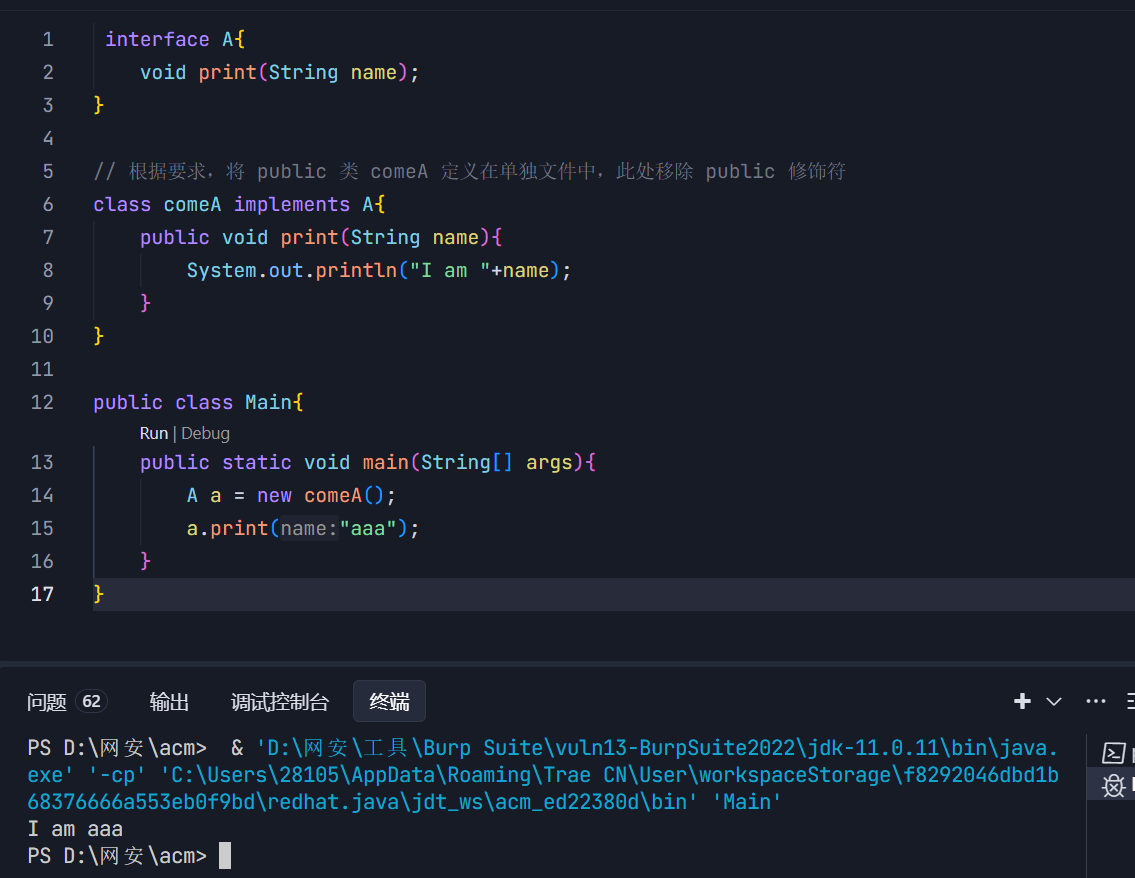 1 interface A{
2 void print(String name);
3 }
4
5 // 根据要求，将 public 类 comeA 定义在单独文件中，此处移除 public 修饰符
6 class comeA implements A{
7 public void print(String name){
8 System.out.println("I am "+name);
9 }
10 }
11
12 public class Main{
Run | Debug
13 public static void main(String[] args){
14 A a = new comeA();
15 a.print(name:"aaa");
16 }
17 }
问题 62 输出 调试控制台 终端
PS D:\网安\acm> & 'D:\网安\工具\Burp Suite\vuln13-BurpSuite2022\jdk-11.0.11\bin\java.
exe' '-cp' 'C:\Users\28105\AppData\Roaming\Trae CN\User\workspaceStorage\f8292046dbd1b
68376666a553eb0f9bd\redhat.java\jdt_ws\acm_ed22380d\bin' 'Main'
I am aaa
PS D:\网安\acm>